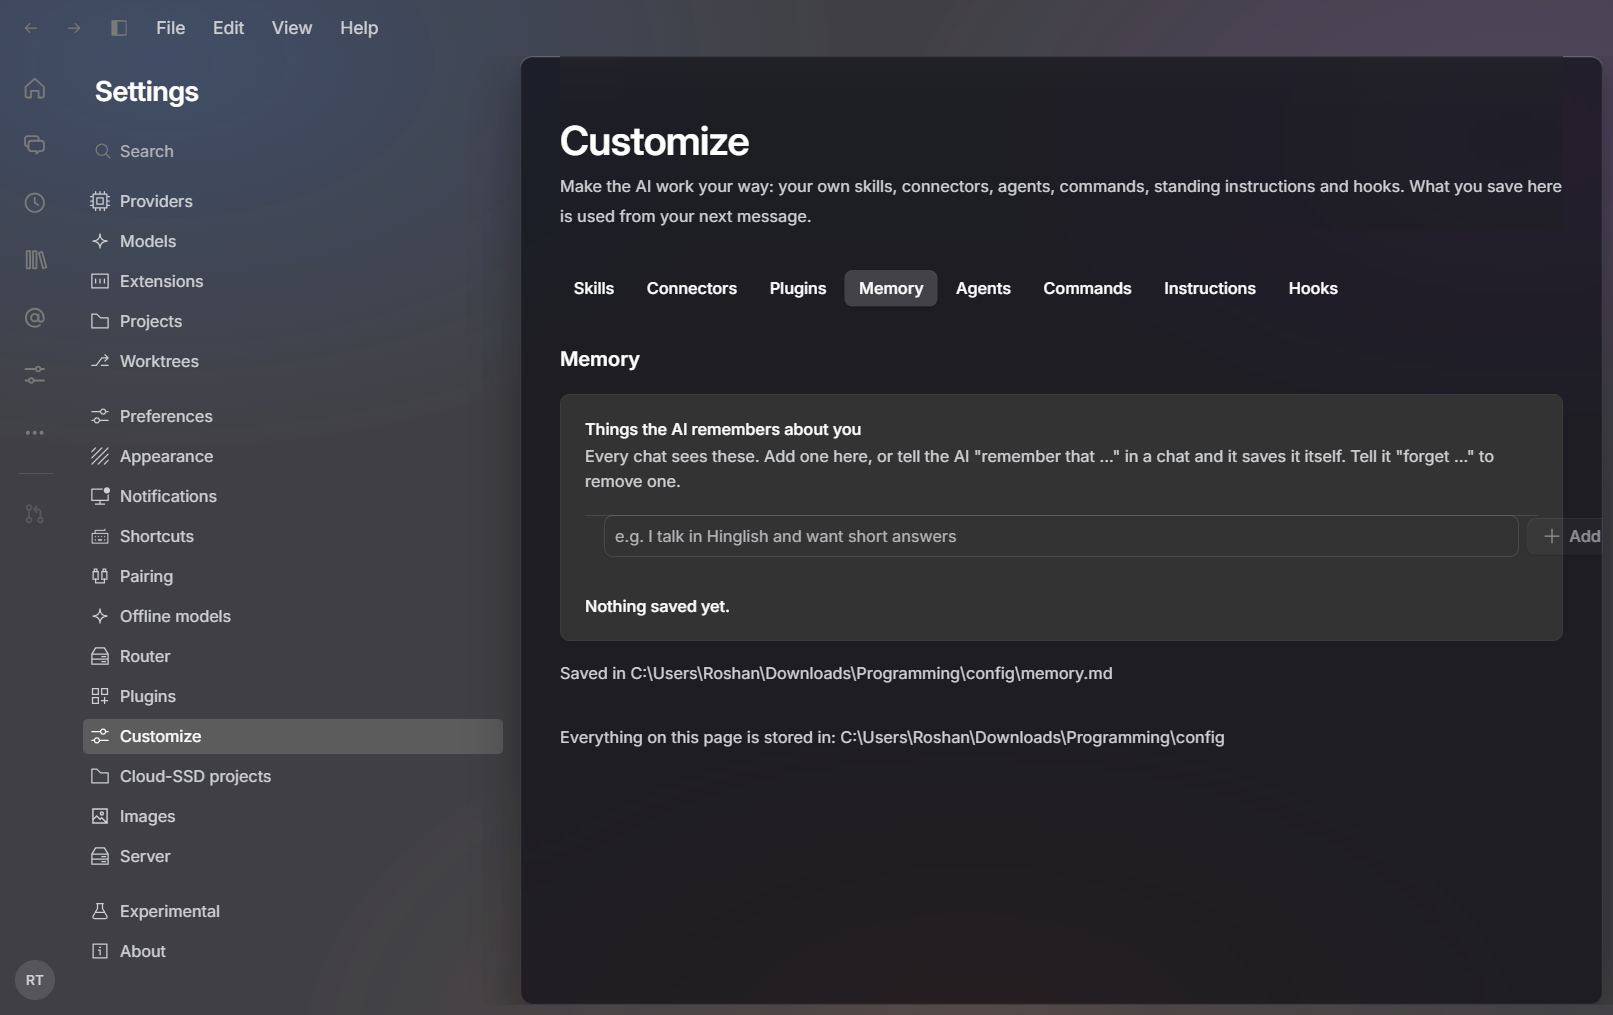 File Edit View Help
Settings
Search
Providers
Models
Extensions
Projects
Worktrees
Preferences
Appearance
Notifications
Shortcuts
Pairing
Offline models
Router
Plugins
Customize
Cloud-SSD projects
Images
Server
Experimental
About
RT
Customize
Make the AI work your way: your own skills, connectors, agents, commands, standing instructions and hooks. What you save here
is used from your next message.
Skills Connectors Plugins Memory Agents Commands Instructions Hooks
Memory
Things the AI remembers about you
Every chat sees these. Add one here, or tell the AI "remember that ..." in a chat and it saves it itself. Tell it "forget ..." to
remove one.
e.g. I talk in Hinglish and want short answers
Add
Nothing saved yet.
Saved in C:\Users\Roshan\Downloads\Programming\config\memory.md
Everything on this page is stored in: C:\Users\Roshan\Downloads\Programming\config